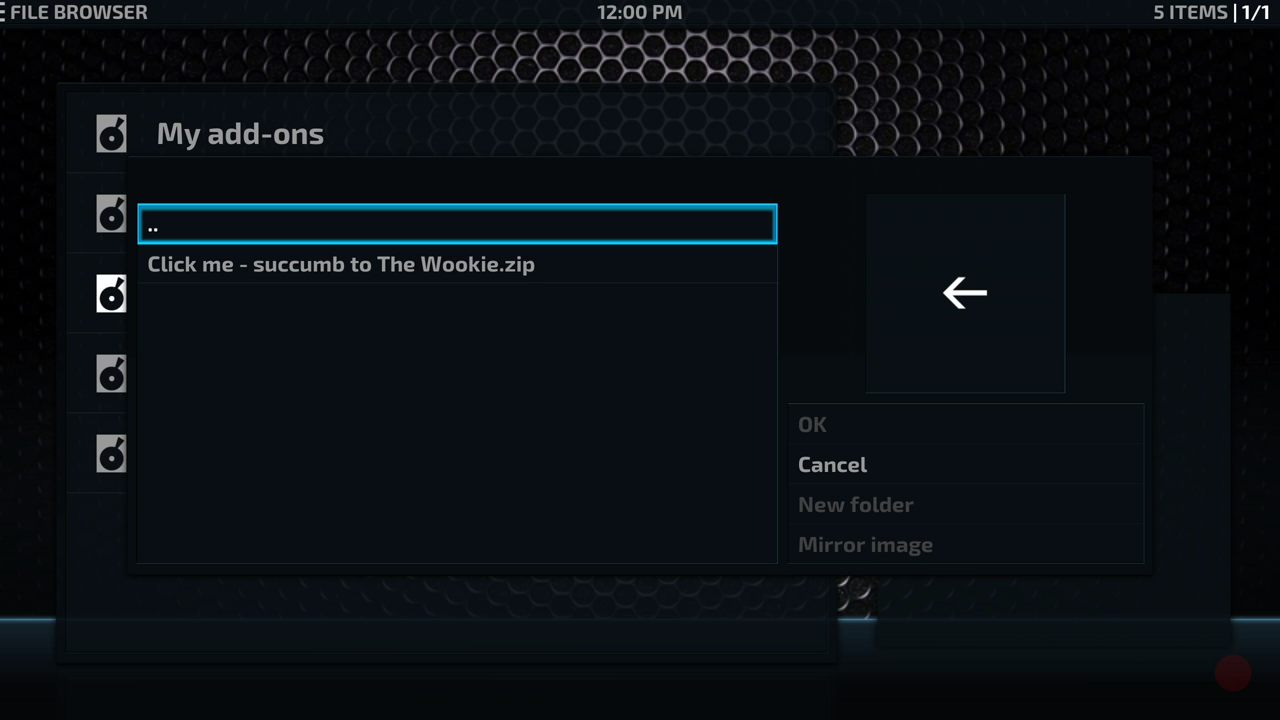 FILE BROWSER
12:00 PM
5 ITEMS | 1/1
My add-ons
..
Click me - succumb to The Wookie.zip
OK
Cancel
New folder
Mirror image